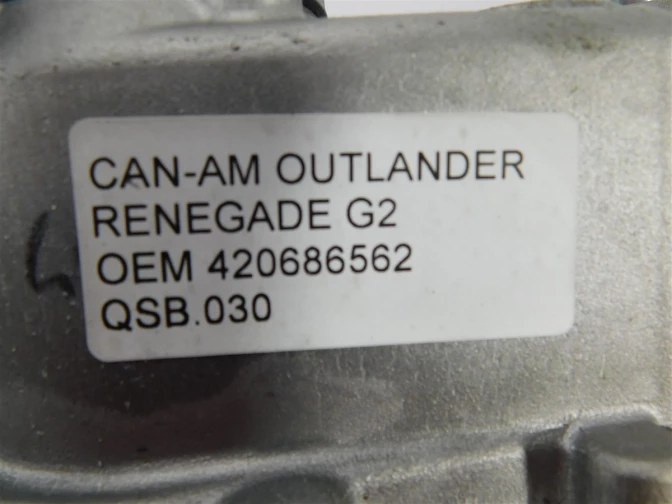 CAN-AM OUTLANDER
RENEGADE G2
OEM 420686562
QSB.030